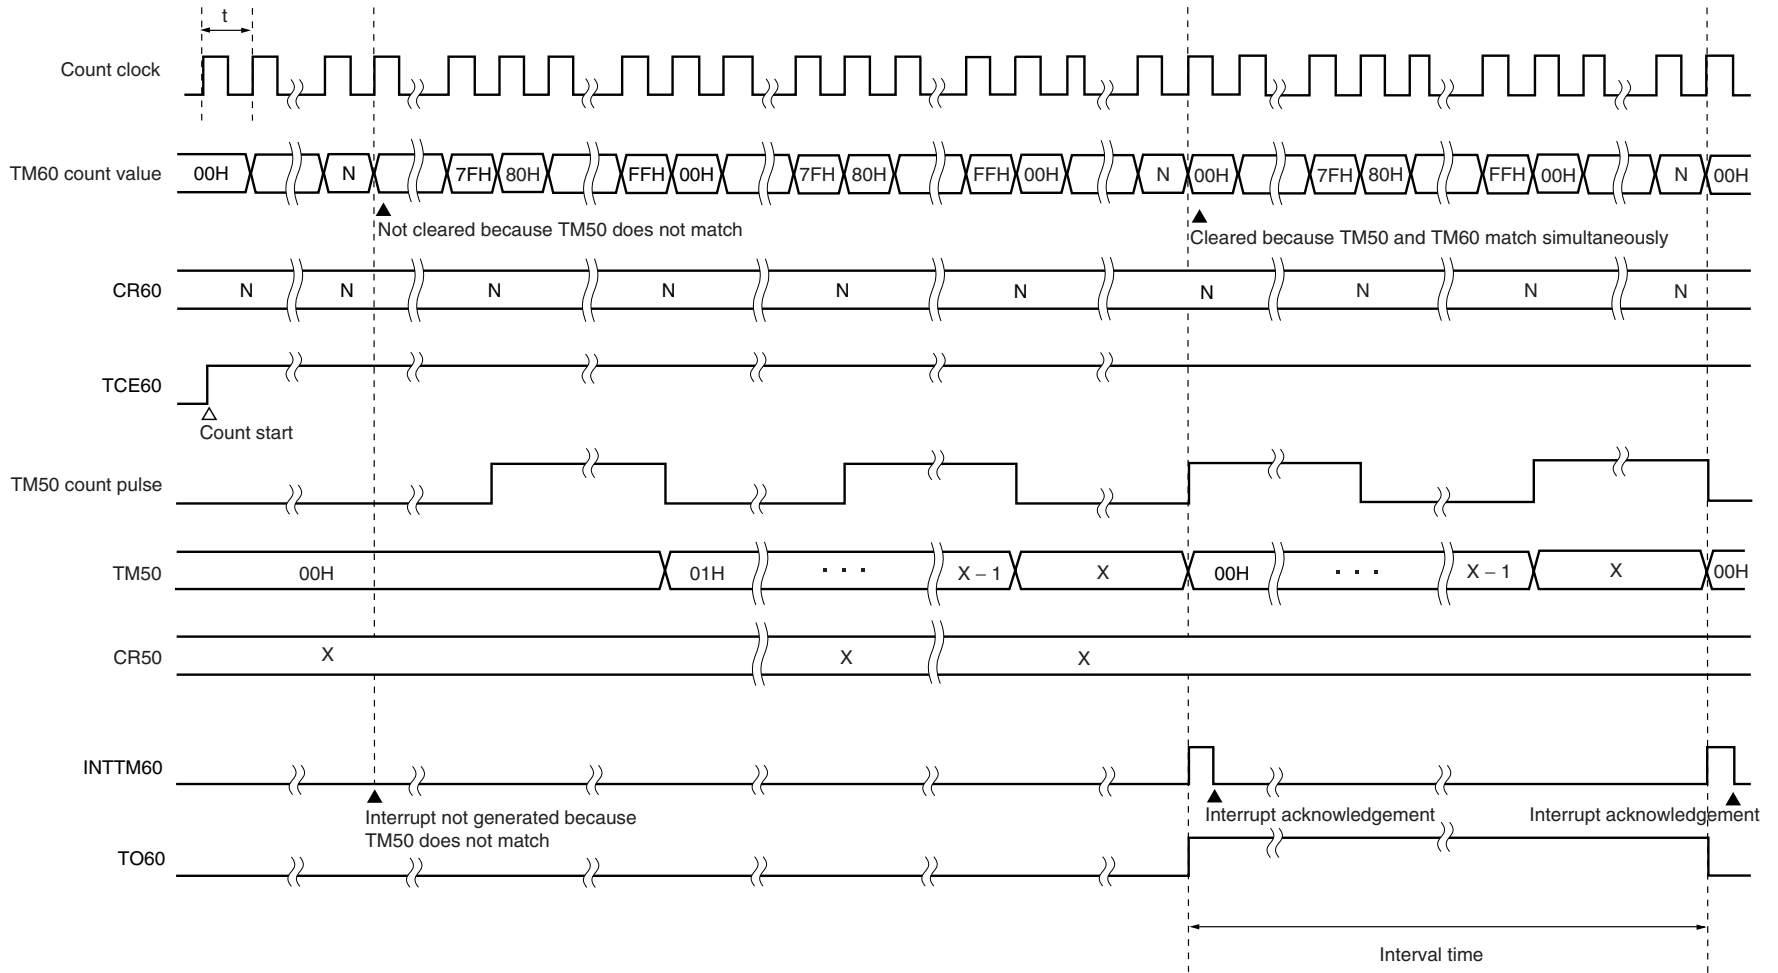 t
Count clock
TM60 count value 00H N 7FH 80H FFH 00H 7FH 80H FFH 00H N 00H 7FH 80H FFH 00H N 00H
Not cleared because TM50 does not match
Cleared because TM50 and TM60 match simultaneously
CR60 N N N N N N N N N N
TCE60
Count start
TM50 count pulse
TM50 00H 01H · · · X – 1 X 00H · · · X – 1 X 00H
CR50 X X X
INTTM60
Interrupt not generated because
TM50 does not match
Interrupt acknowledgement Interrupt acknowledgement
TO60
Interval time